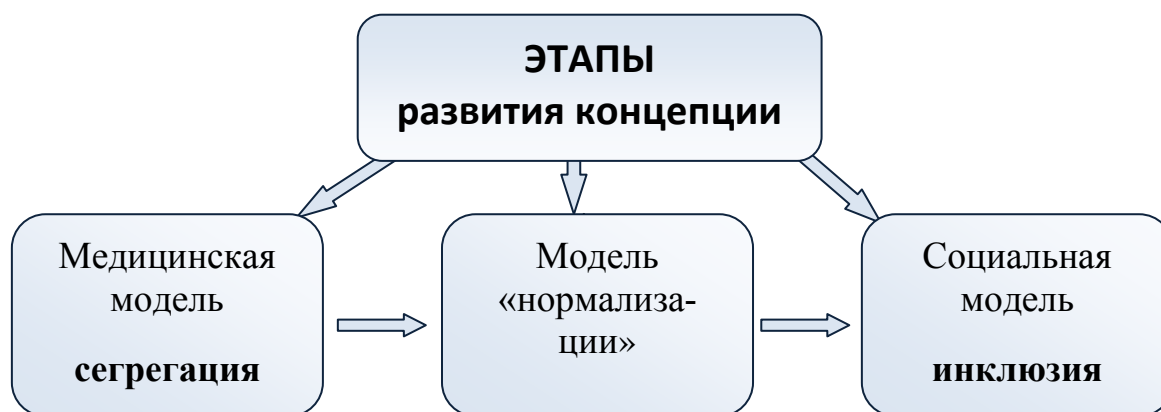 ЭТАПЫ
развития концепции
Медицинская
модель
сегрегация
Модель
«нормализа-
ции»
Социальная
модель
инклюзия